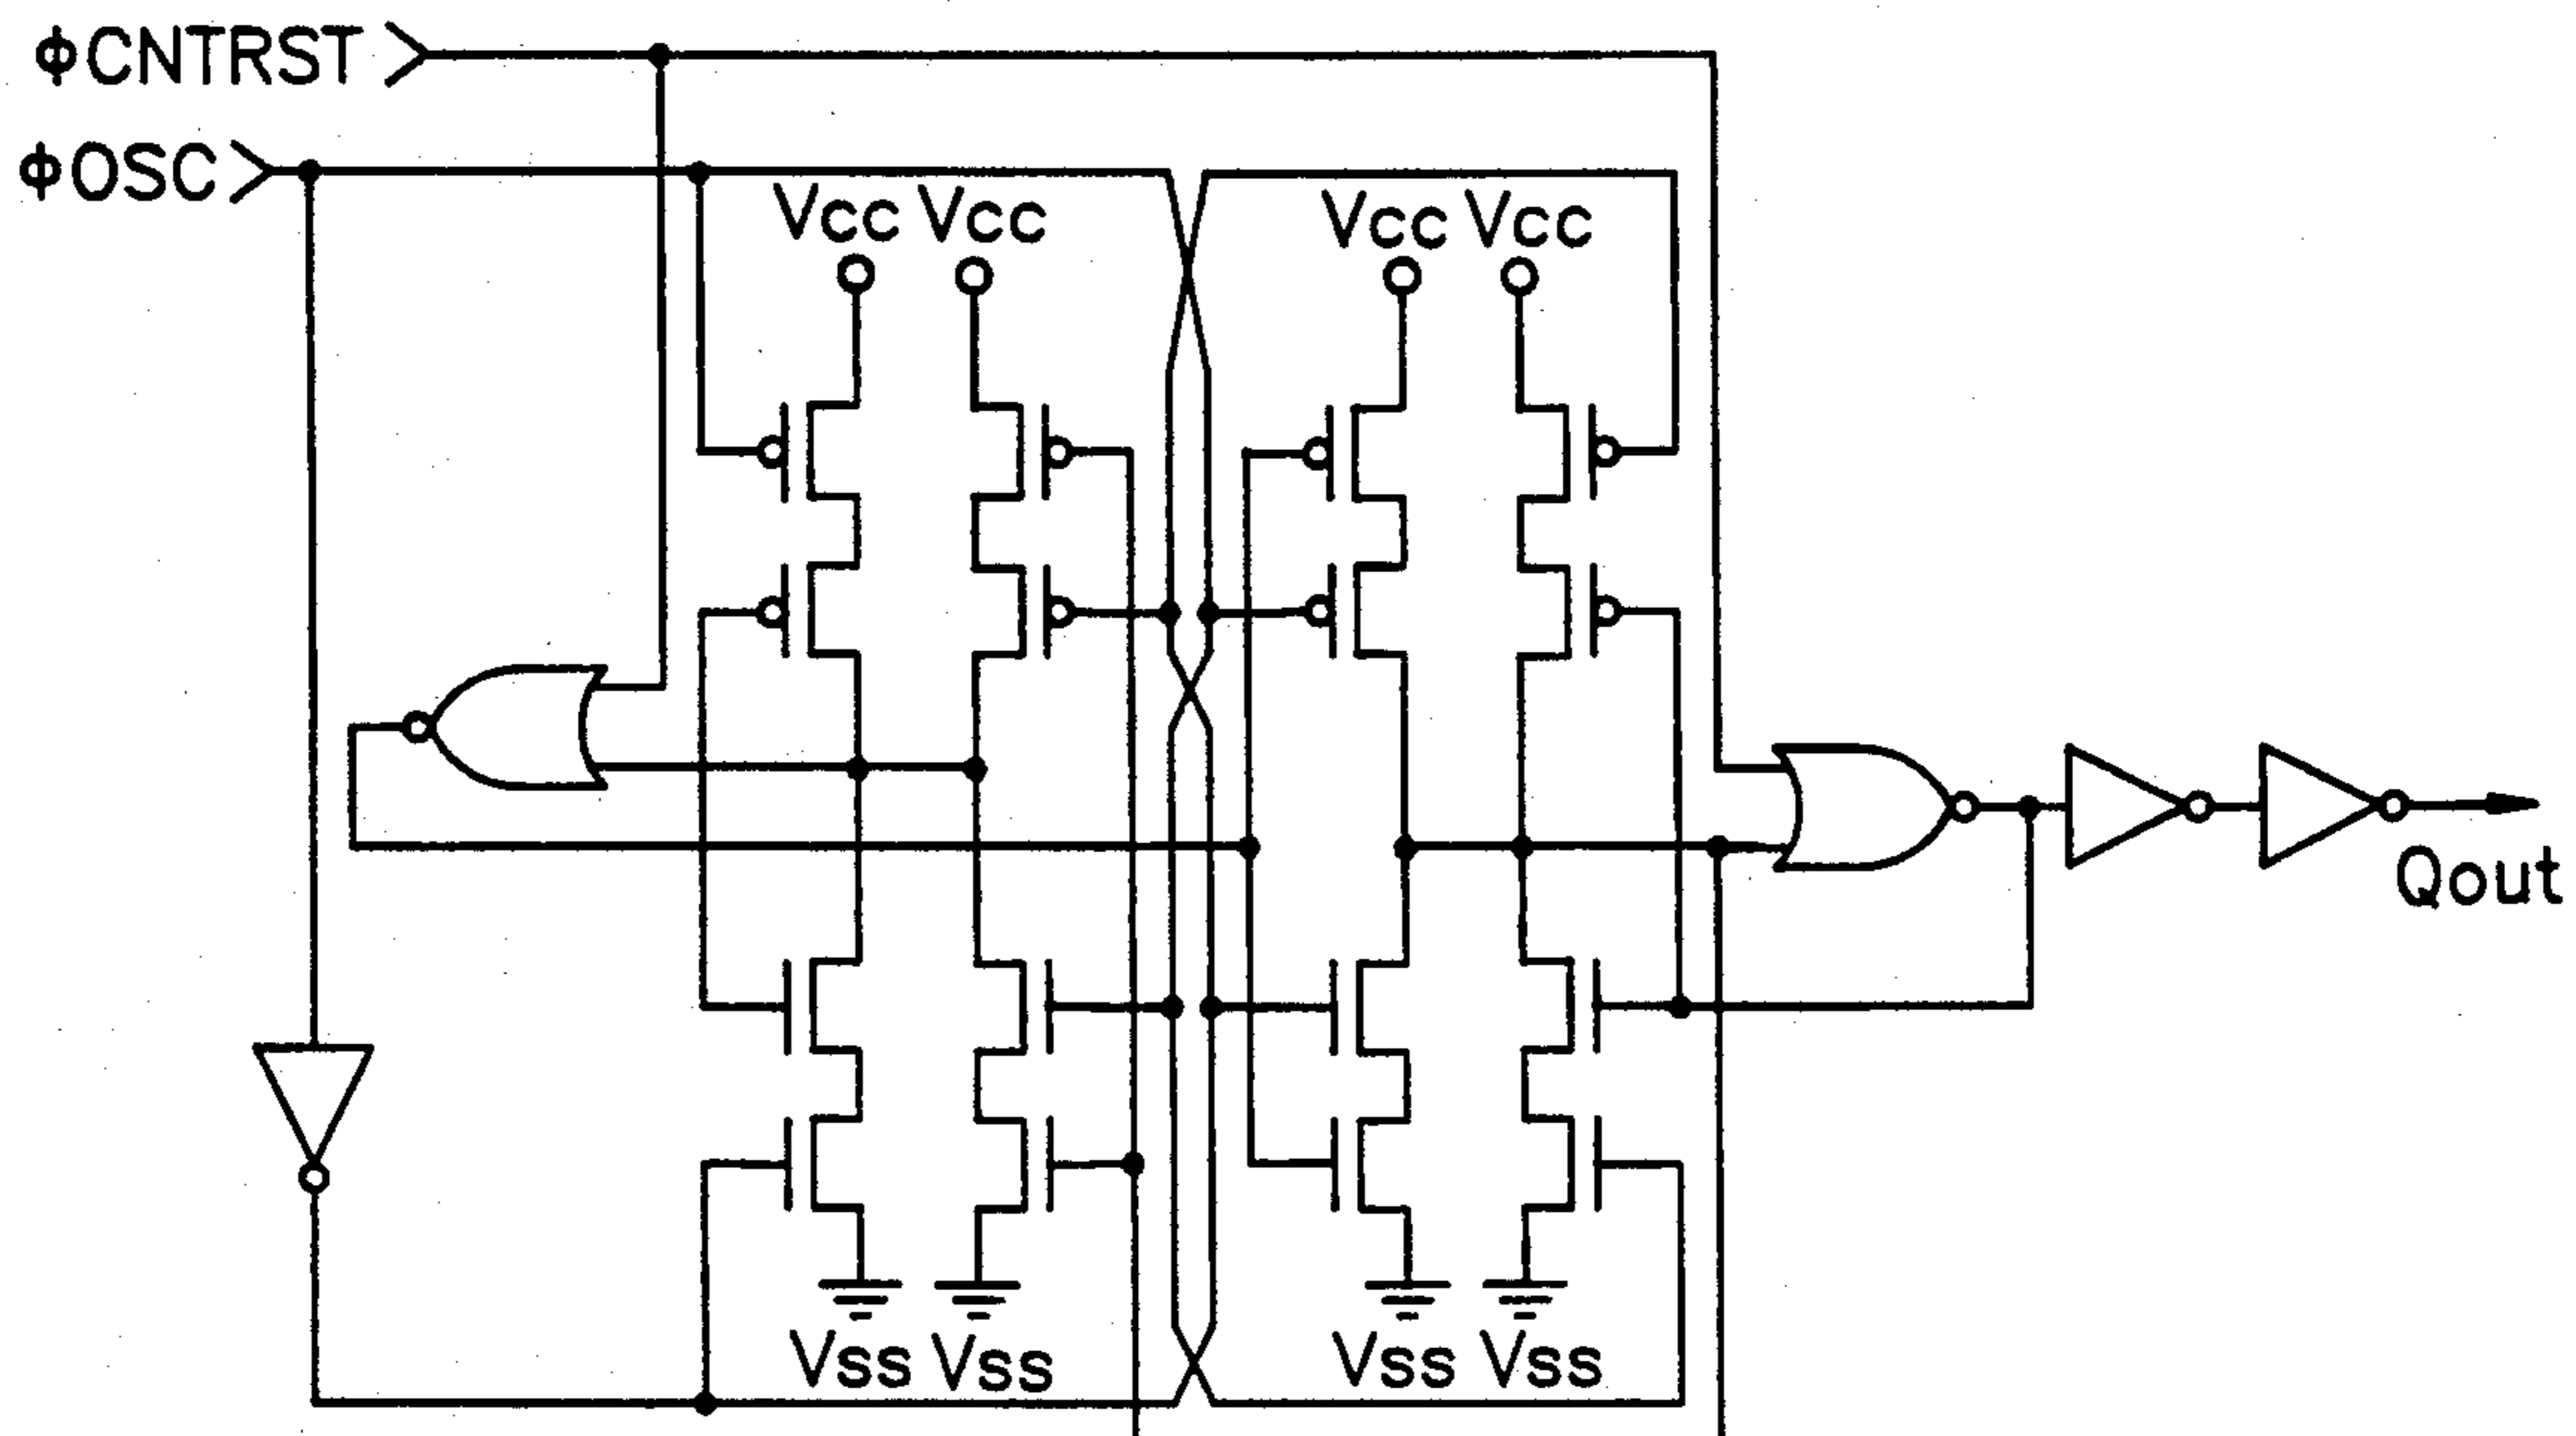 ΦCNTRST
ΦOSC
Vcc Vcc Vcc Vcc
Qout
Vss Vss Vss Vss